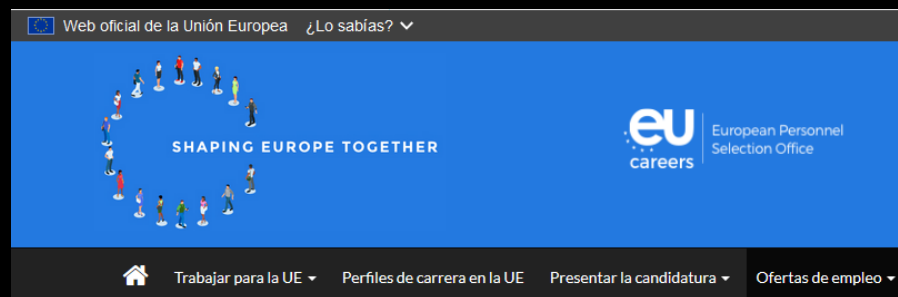 Web oficial de la Unión Europea ¿Lo sabías?
SHAPING EUROPE TOGETHER
eu
careers
European Personnel
Selection Office
Trabajar para la UE Perfiles de carrera en la UE Presentar la candidatura Ofertas de empleo